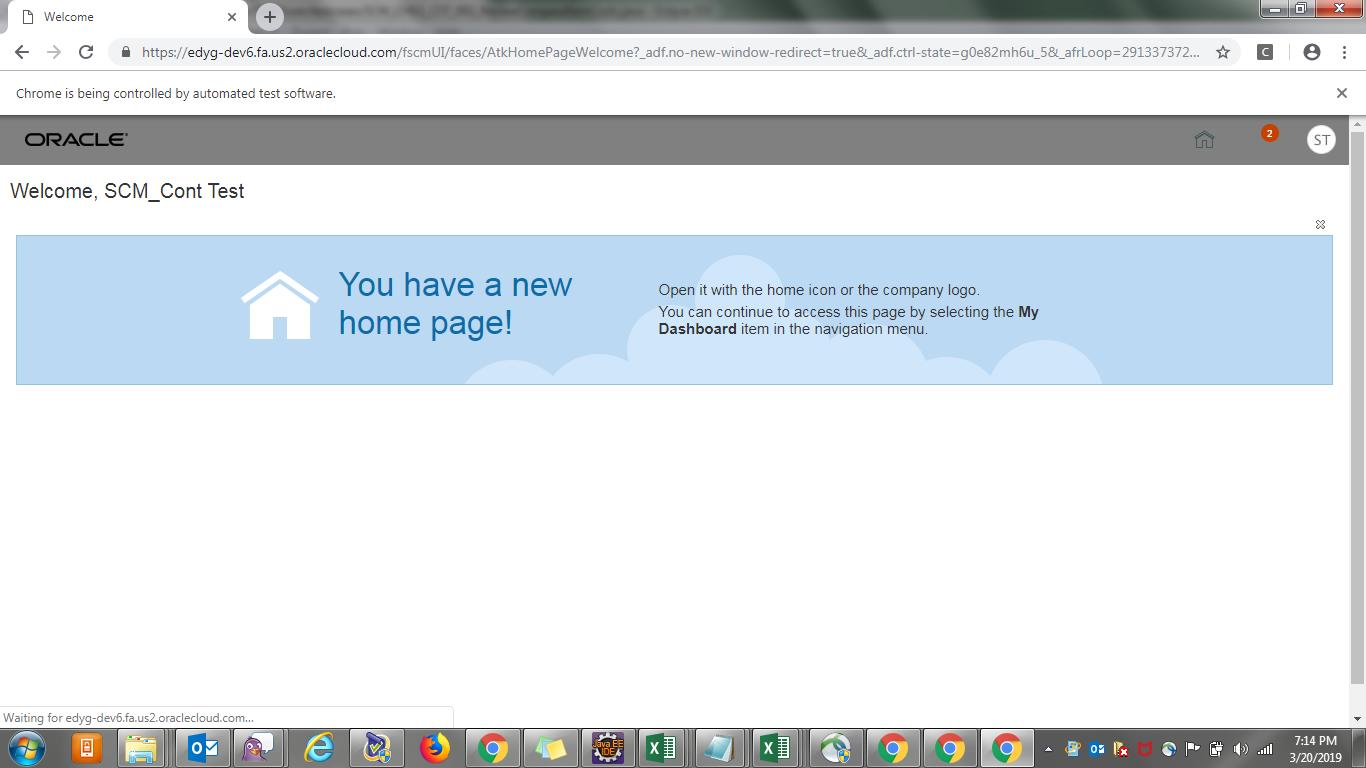 Welcome
https://edyg-dev6.fa.us2.oraclecloud.com/fscmUI/faces/AtkHomePageWelcome?_adf.no-new-window-redirect=true&_adf.ctrl-state=g0e82mh6u_5&_afrLoop=291337372...
C
Chrome is being controlled by automated test software.
ORACLE
2
ST
Welcome, SCM_Cont Test
You have a new
home page!
Open it with the home icon or the company logo.
You can continue to access this page by selecting the My
Dashboard item in the navigation menu.
Waiting for edyg-dev6.fa.us2.oraclecloud.com...
Java EE
IDE
7:14 PM
3/20/2019